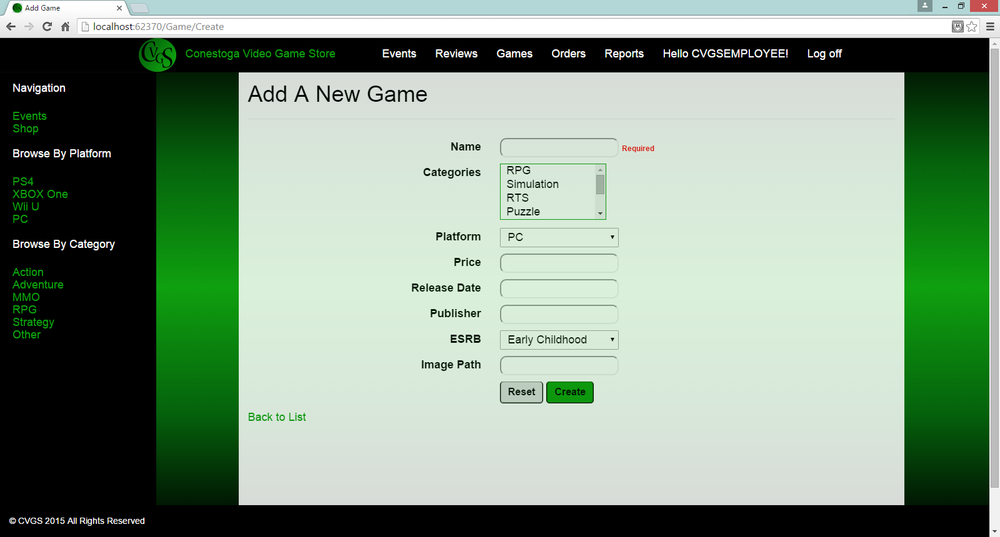 Add Game
localhost:62370/Game/Create
CVGS
Conestoga Video Game Store
Events
Reviews
Games
Orders
Reports
Hello CVGSEMPLOYEE!
Log off
Navigation
Events
Shop
Browse By Platform
PS4
XBOX One
Wii U
PC
Browse By Category
Action
Adventure
MMO
RPG
Strategy
Other
Add A New Game
Name
Required
Categories
RPG
Simulation
RTS
Puzzle
Platform
PC
Price
Release Date
Publisher
ESRB
Early Childhood
Image Path
Reset
Create
Back to List
© CVGS 2015 All Rights Reserved